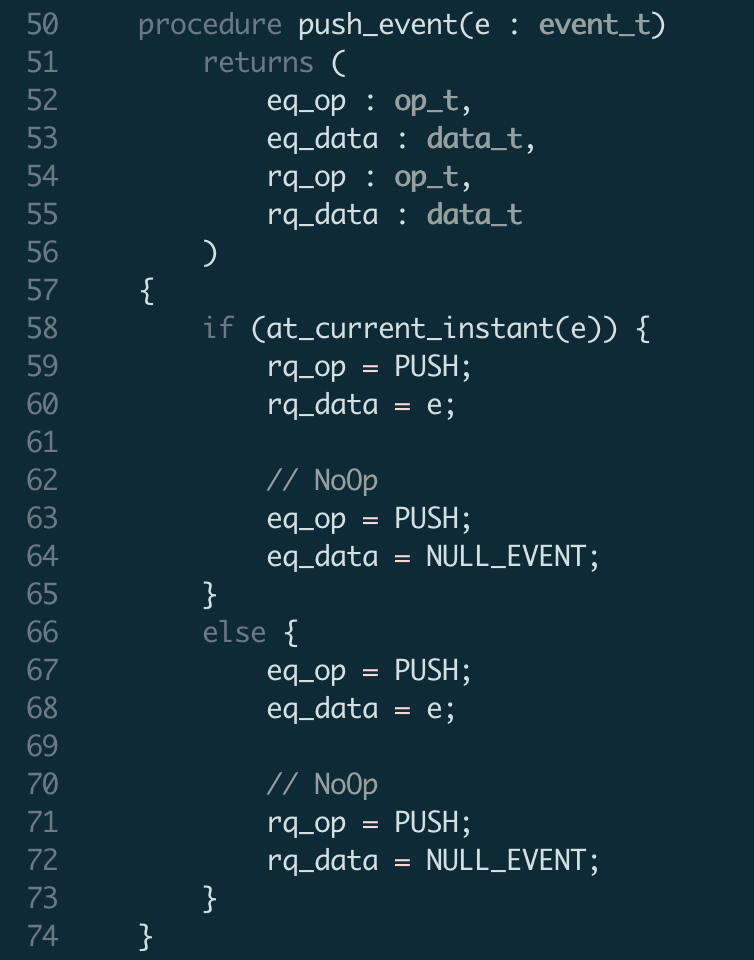 50 procedure push_event(e : event_t)
51 returns (
52 eq_op : op_t,
53 eq_data : data_t,
54 rq_op : op_t,
55 rq_data : data_t
56 )
57 {
58 if (at_current_instant(e)) {
59 rq_op = PUSH;
60 rq_data = e;
61
62 // NoOp
63 eq_op = PUSH;
64 eq_data = NULL_EVENT;
65 }
66 else {
67 eq_op = PUSH;
68 eq_data = e;
69
70 // NoOp
71 rq_op = PUSH;
72 rq_data = NULL_EVENT;
73 }
74 }